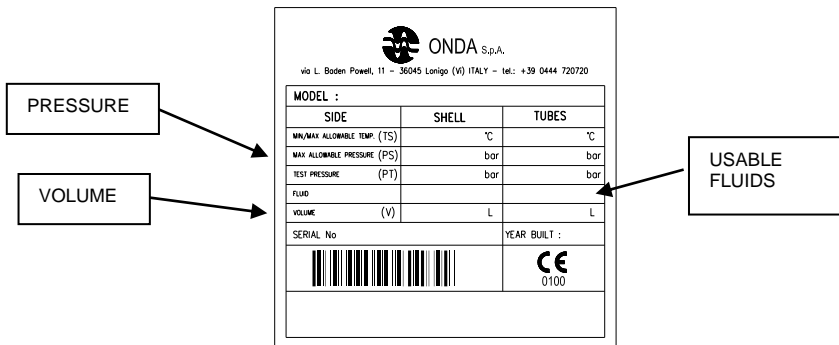 ONDA S.p.A.
via L. Baden Powell, 11 - 36045 Lonigo (Vi) ITALY - tel.: +39 0444 720720
MODEL :
SIDE SHELL TUBES
MIN/MAX ALLOWABLE TEMP. (TS) °C °C
MAX ALLOWABLE PRESSURE (PS) bar bar
TEST PRESSURE (PT) bar bar
FLUID
VOLUME (V) L L
SERIAL No YEAR BUILT :
CE
0100
PRESSURE
VOLUME
USABLE
FLUIDS